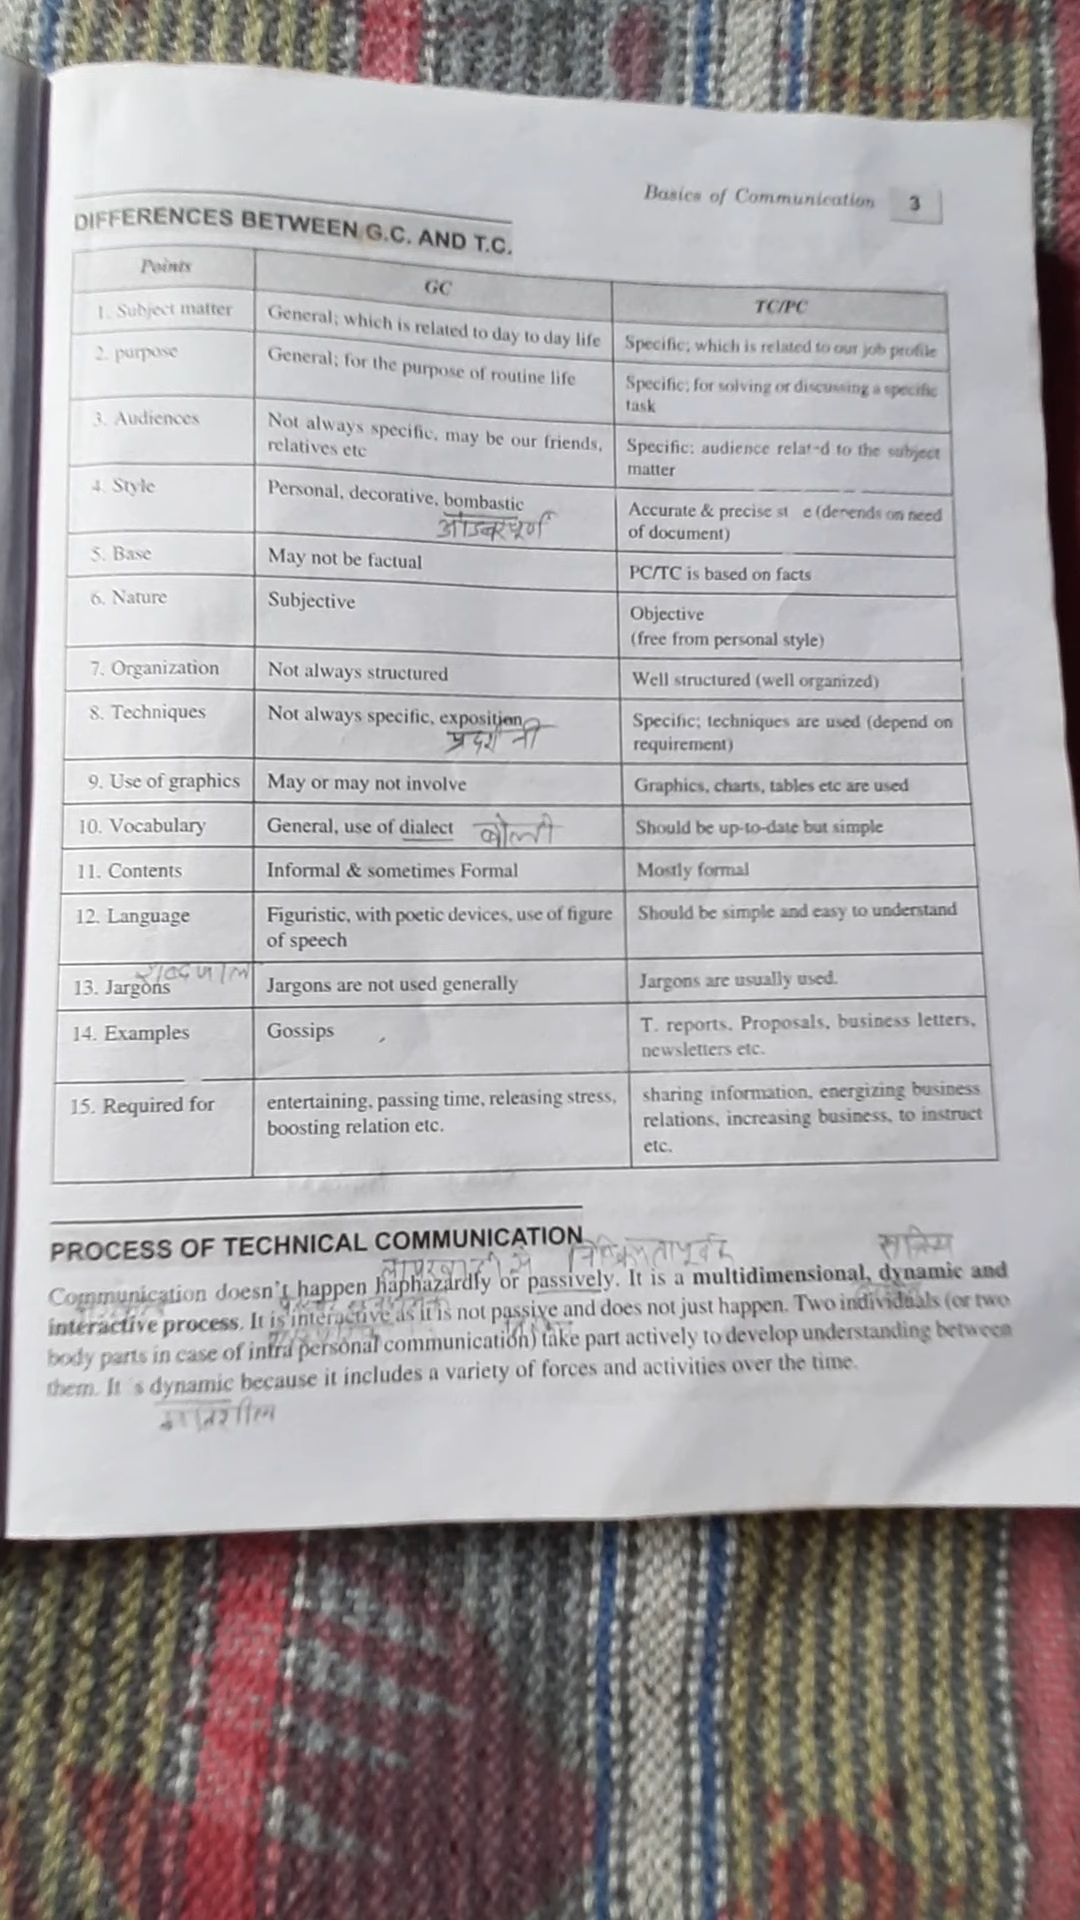 Basics of Communication 3
DIFFERENCES BETWEEN G.C. AND T.C.
Points GC TC/PC
1. Subject matter General; which is related to day to day life Specific; which is related to our job profile
2. purpose General; for the purpose of routine life Specific; for solving or discussing a specific
task
3. Audiences Not always specific, may be our friends, Specific; audience related to the subject
relatives etc matter
4. Style Personal, decorative, bombastic Accurate & precise st e (depends on need
of document)
5. Base May not be factual PC/TC is based on facts
6. Nature Subjective Objective
(free from personal style)
7. Organization Not always structured Well structured (well organized)
8. Techniques Not always specific, exposition Specific; techniques are used (depend on
प्रदर्शनी requirement)
9. Use of graphics May or may not involve Graphics, charts, tables etc are used
10. Vocabulary General, use of dialect बोली Should be up-to-date but simple
11. Contents Informal & sometimes Formal Mostly formal
12. Language Figuristic, with poetic devices, use of figure Should be simple and easy to understand
of speech
शब्दजाल
13. Jargons Jargons are not used generally Jargons are usually used.
14. Examples Gossips T. reports, Proposals, business letters,
newsletters etc.
15. Required for entertaining, passing time, releasing stress, sharing information, energizing business
boosting relation etc. relations, increasing business, to instruct
etc.
PROCESS OF TECHNICAL COMMUNICATION
लापरवाही से निष्क्रियतापूर्वक
Communication doesn't happen haphazardly or passively. It is a multidimensional, dynamic and
interactive process. It is interactive as it is not passive and does not just happen. Two individuals (or two
body parts in case of intra personal communication) take part actively to develop understanding between
them. It s dynamic because it includes a variety of forces and activities over the time.